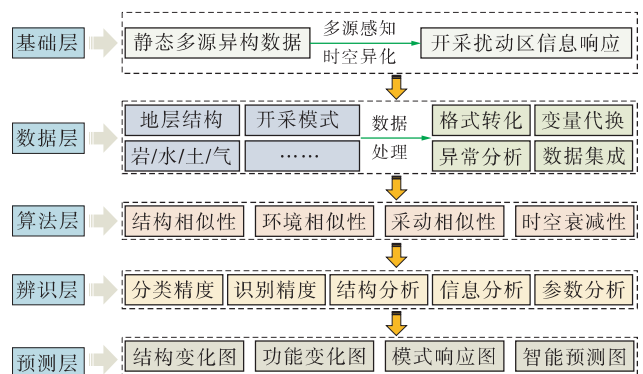 基础层 静态多源异构数据 多源感知 时空异化 开采扰动区信息响应
数据层 地层结构 开采模式 数据 格式转化 变量代换
岩/水/土/气 …… 处理 异常分析 数据集成
算法层 结构相似性 环境相似性 采动相似性 时空衰减性
辨识层 分类精度 识别精度 结构分析 信息分析 参数分析
预测层 结构变化图 功能变化图 模式响应图 智能预测图